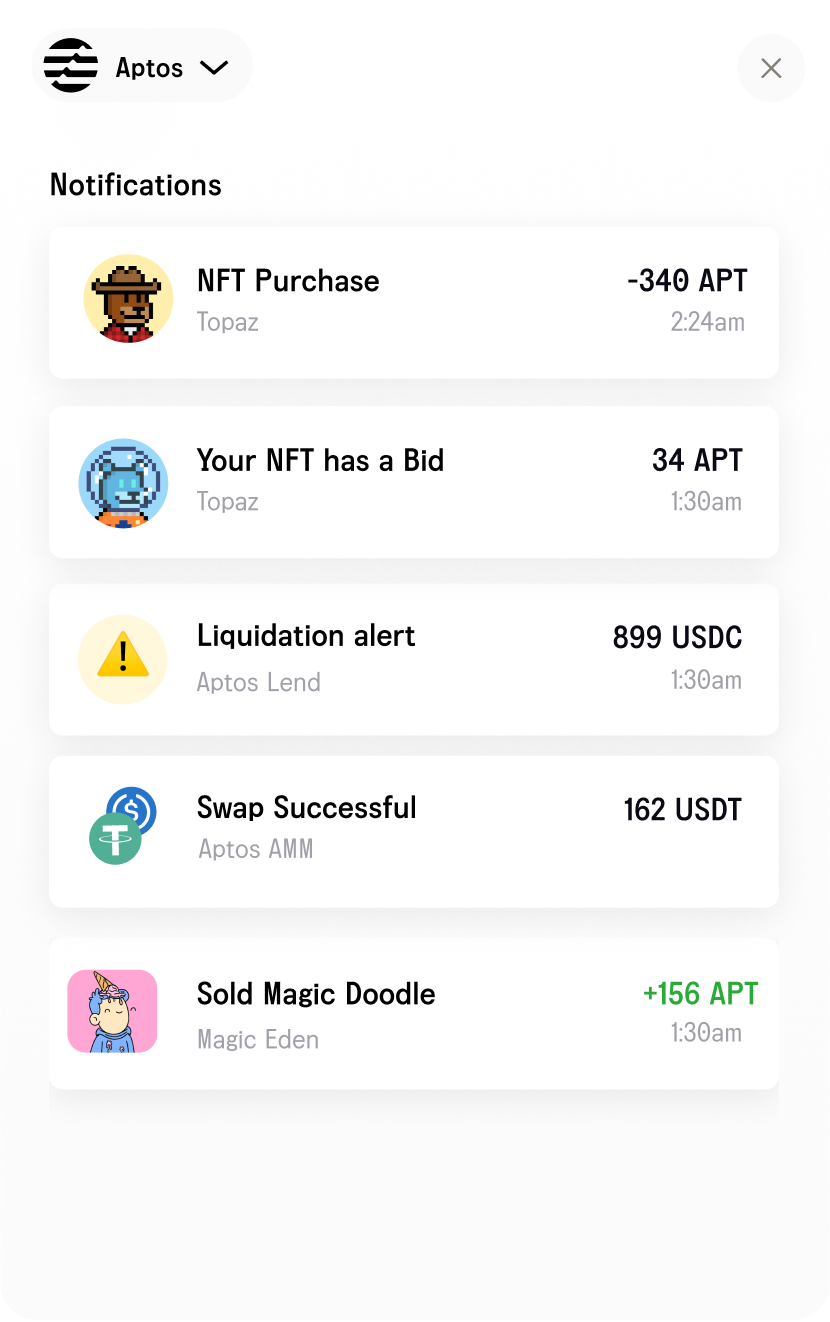 Aptos
Notifications
NFT Purchase
-340 APT
Topaz
2:24am
Your NFT has a Bid
34 APT
Topaz
1:30am
Liquidation alert
899 USDC
Aptos Lend
1:30am
Swap Successful
162 USDT
Aptos AMM
Sold Magic Doodle
+156 APT
Magic Eden
1:30am